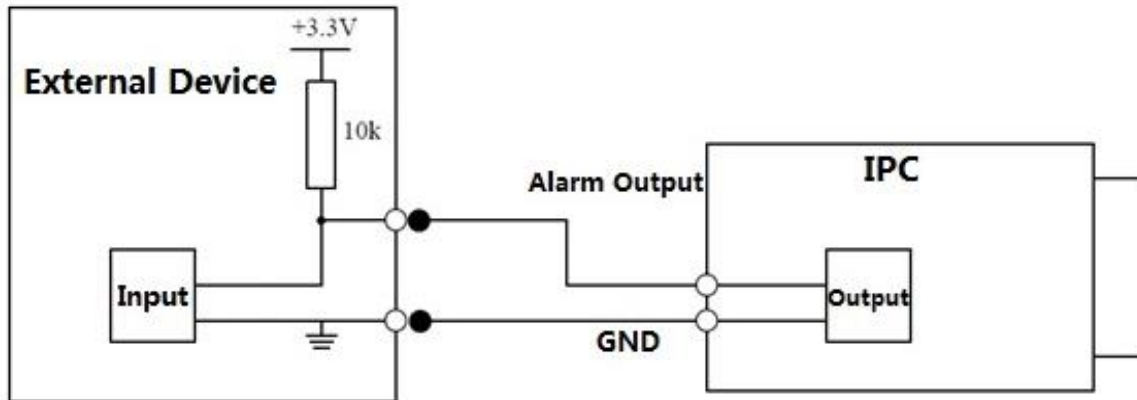 +3.3V
External Device
10k
Alarm Output
IPC
Input
Output
GND